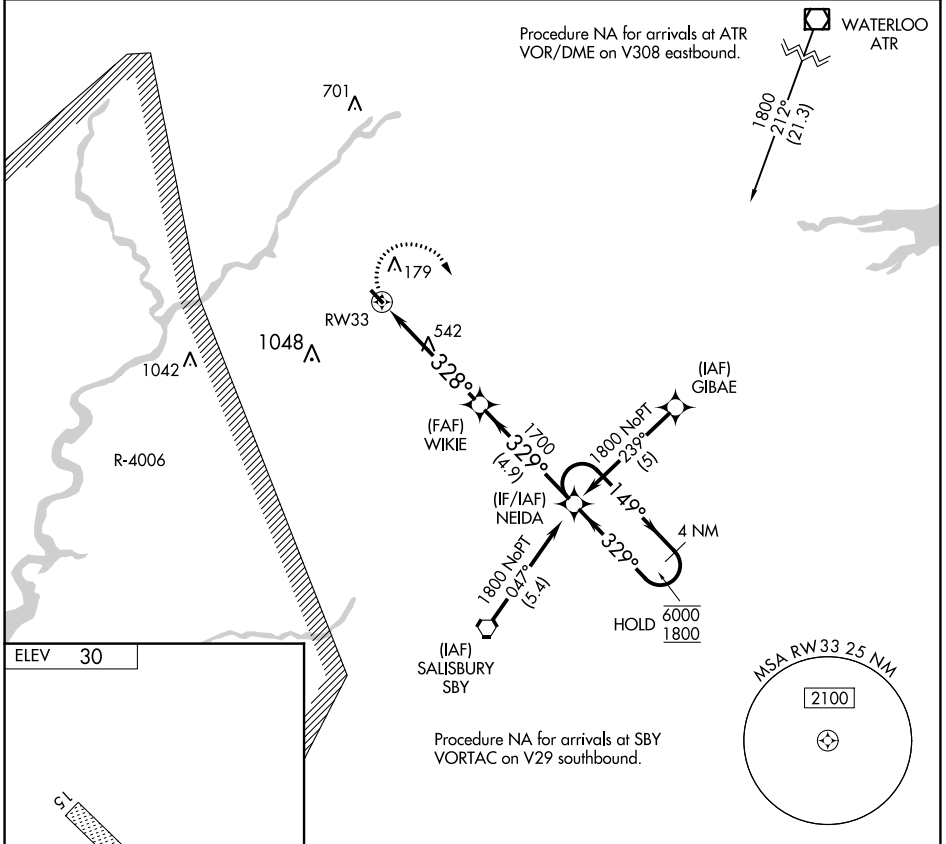 Procedure NA for arrivals at ATR
VOR/DME on V308 eastbound.
WATERLOO
ATR
1800
212°
(21.3)
701
179
RW33
542
1048
1042
328°
(IAF)
GIBAE
(FAF)
WIKIE
1700
329°
(4.9)
1800 NoPT
239°
(5)
R-4006
(IF/IAF)
NEIDA
149°
4 NM
329°
1800 NoPT
047°
(5.4)
HOLD
6000
1800
(IAF)
SALISBURY
SBY
ELEV 30
MSA RW33 25 NM
2100
Procedure NA for arrivals at SBY
VORTAC on V29 southbound.
15